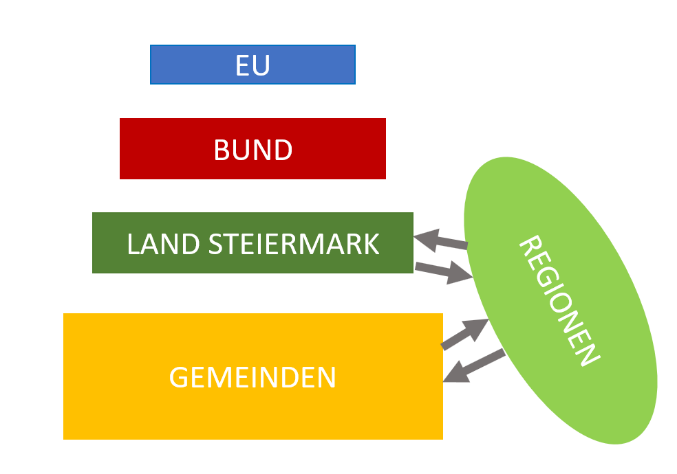 EU
BUND
LAND STEIERMARK
REGIONEN
GEMEINDEN